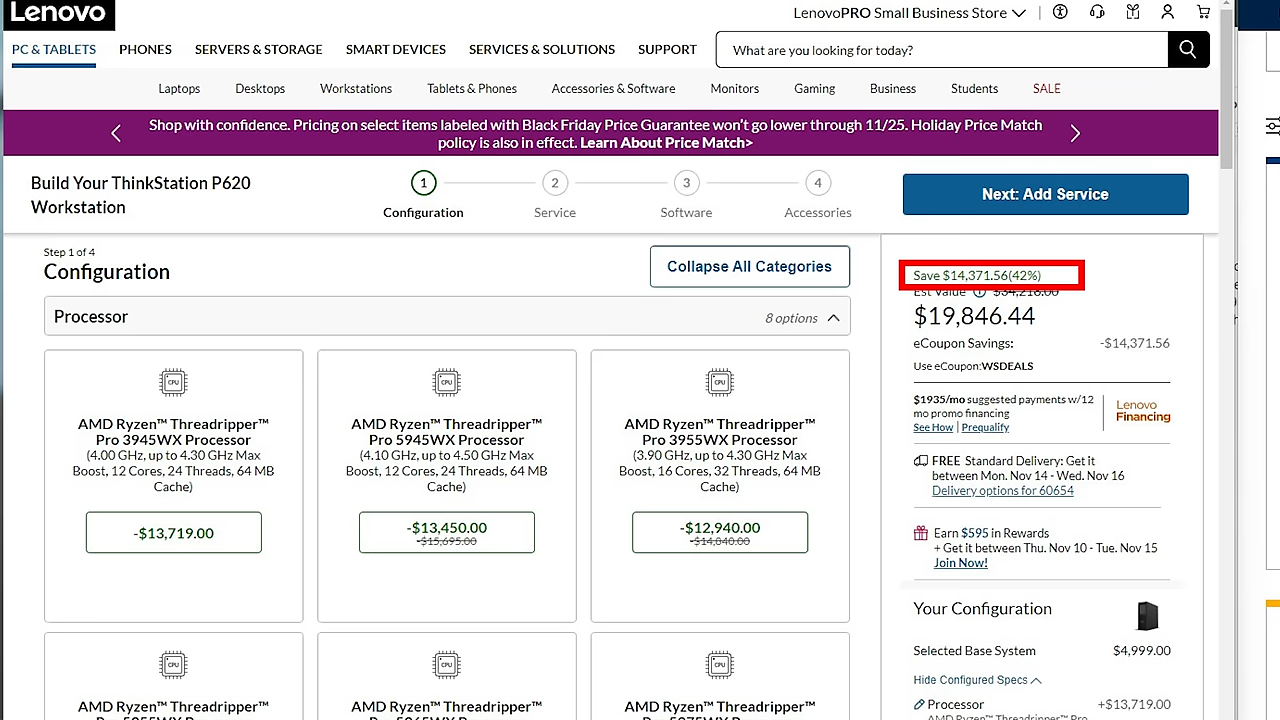 Lenovo
LenovoPRO Small Business Store
PC & TABLETS PHONES SERVERS & STORAGE SMART DEVICES SERVICES & SOLUTIONS SUPPORT
What are you looking for today?
Laptops Desktops Workstations Tablets & Phones Accessories & Software Monitors Gaming Business Students SALE
Shop with confidence. Pricing on select items labeled with Black Friday Price Guarantee won't go lower through 11/25. Holiday Price Match
policy is also in effect. Learn About Price Match>
Build Your ThinkStation P620
Workstation
1 2 3 4
Configuration Service Software Accessories
Next: Add Service
Step 1 of 4
Configuration
Collapse All Categories
Processor
8 options
CPU
AMD Ryzen™ Threadripper™
Pro 3945WX Processor
(4.00 GHz, up to 4.30 GHz Max
Boost, 12 Cores, 24 Threads, 64 MB
Cache)
-$13,719.00
CPU
AMD Ryzen™ Threadripper™
Pro 5945WX Processor
(4.10 GHz, up to 4.50 GHz Max
Boost, 12 Cores, 24 Threads, 64 MB
Cache)
-$13,450.00
-$15,695.00
CPU
AMD Ryzen™ Threadripper™
Pro 3955WX Processor
(3.90 GHz, up to 4.30 GHz Max
Boost, 16 Cores, 32 Threads, 64 MB
Cache)
-$12,940.00
-$14,840.00
CPU
AMD Ryzen™ Threadripper™
CPU
AMD Ryzen™ Threadripper™
CPU
AMD Ryzen™ Threadripper™
Save $14,371.56(42%)
Est Value $34,218.00
$19,846.44
eCoupon Savings: -$14,371.56
Use eCoupon:WSDEALS
$1935/mo suggested payments w/12
mo promo financing
See How | Prequalify
Lenovo
Financing
FREE Standard Delivery: Get it
between Mon. Nov 14 - Wed. Nov 16
Delivery options for 60654
Earn $595 in Rewards
+ Get it between Thu. Nov 10 - Tue. Nov 15
Join Now!
Your Configuration
Selected Base System $4,999.00
Hide Configured Specs
Processor +$13,719.00
AMD Ryzen™ Threadripper™ Pro